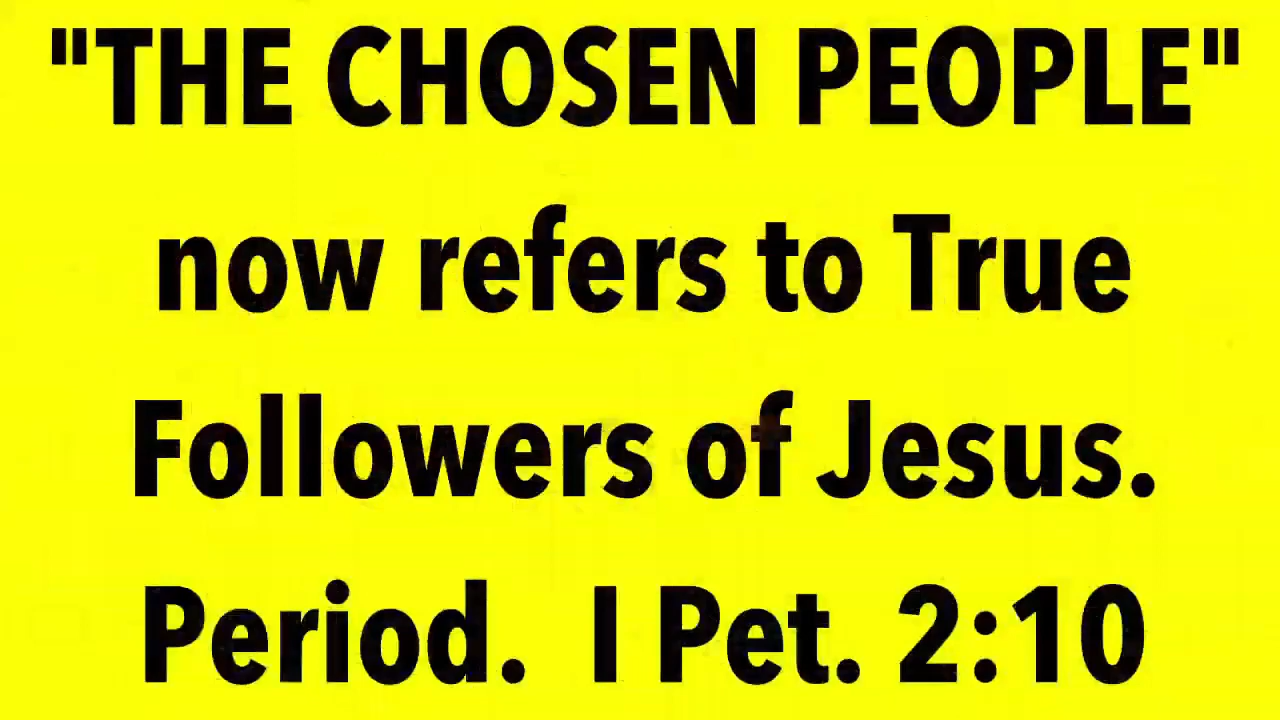 "THE CHOSEN PEOPLE"
now refers to True
Followers of Jesus.
Period.  I Pet. 2:10